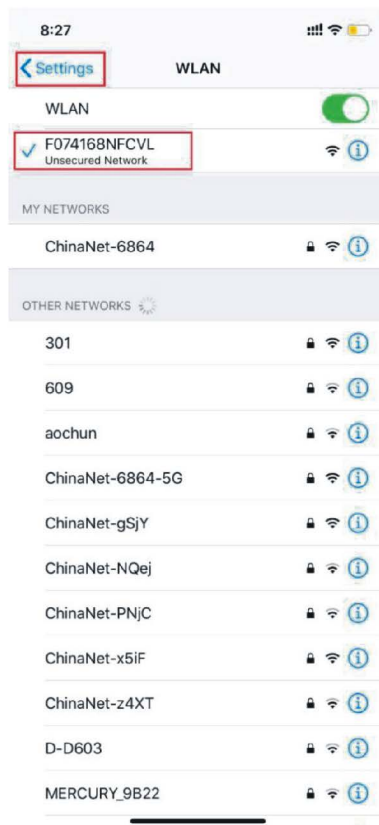 8:27
Settings
WLAN
WLAN
F074168NFCVL
Unsecured Network
MY NETWORKS
ChinaNet-6864
OTHER NETWORKS
301
609
aochun
ChinaNet-6864-5G
ChinaNet-gSjY
ChinaNet-NQej
ChinaNet-PNjC
ChinaNet-x5iF
ChinaNet-z4XT
D-D603
MERCURY_9B22